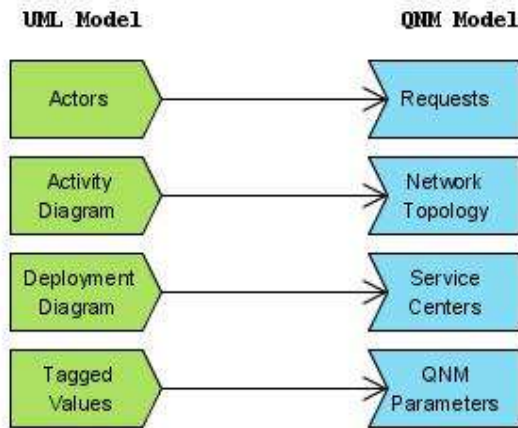 UML Model
QNM Model
Actors
Requests
Activity
Diagram
Network
Topology
Deployment
Diagram
Service
Centers
Tagged
Values
QNM
Parameters